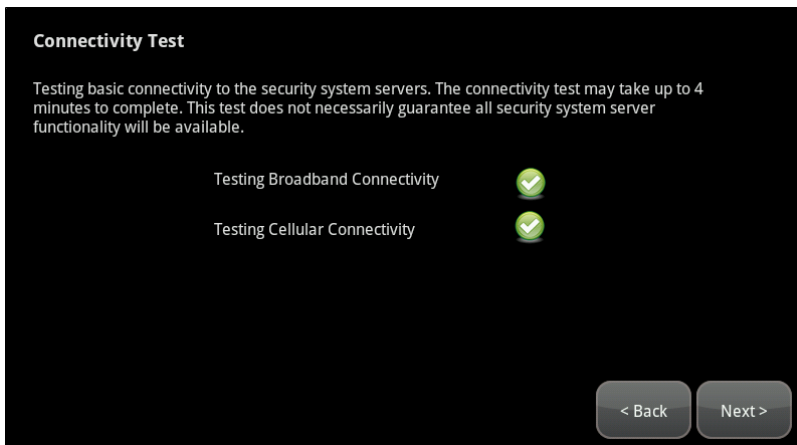 Connectivity Test
Testing basic connectivity to the security system servers. The connectivity test may take up to 4
minutes to complete. This test does not necessarily guarantee all security system server
functionality will be available.
Testing Broadband Connectivity
Testing Cellular Connectivity
< Back
Next >